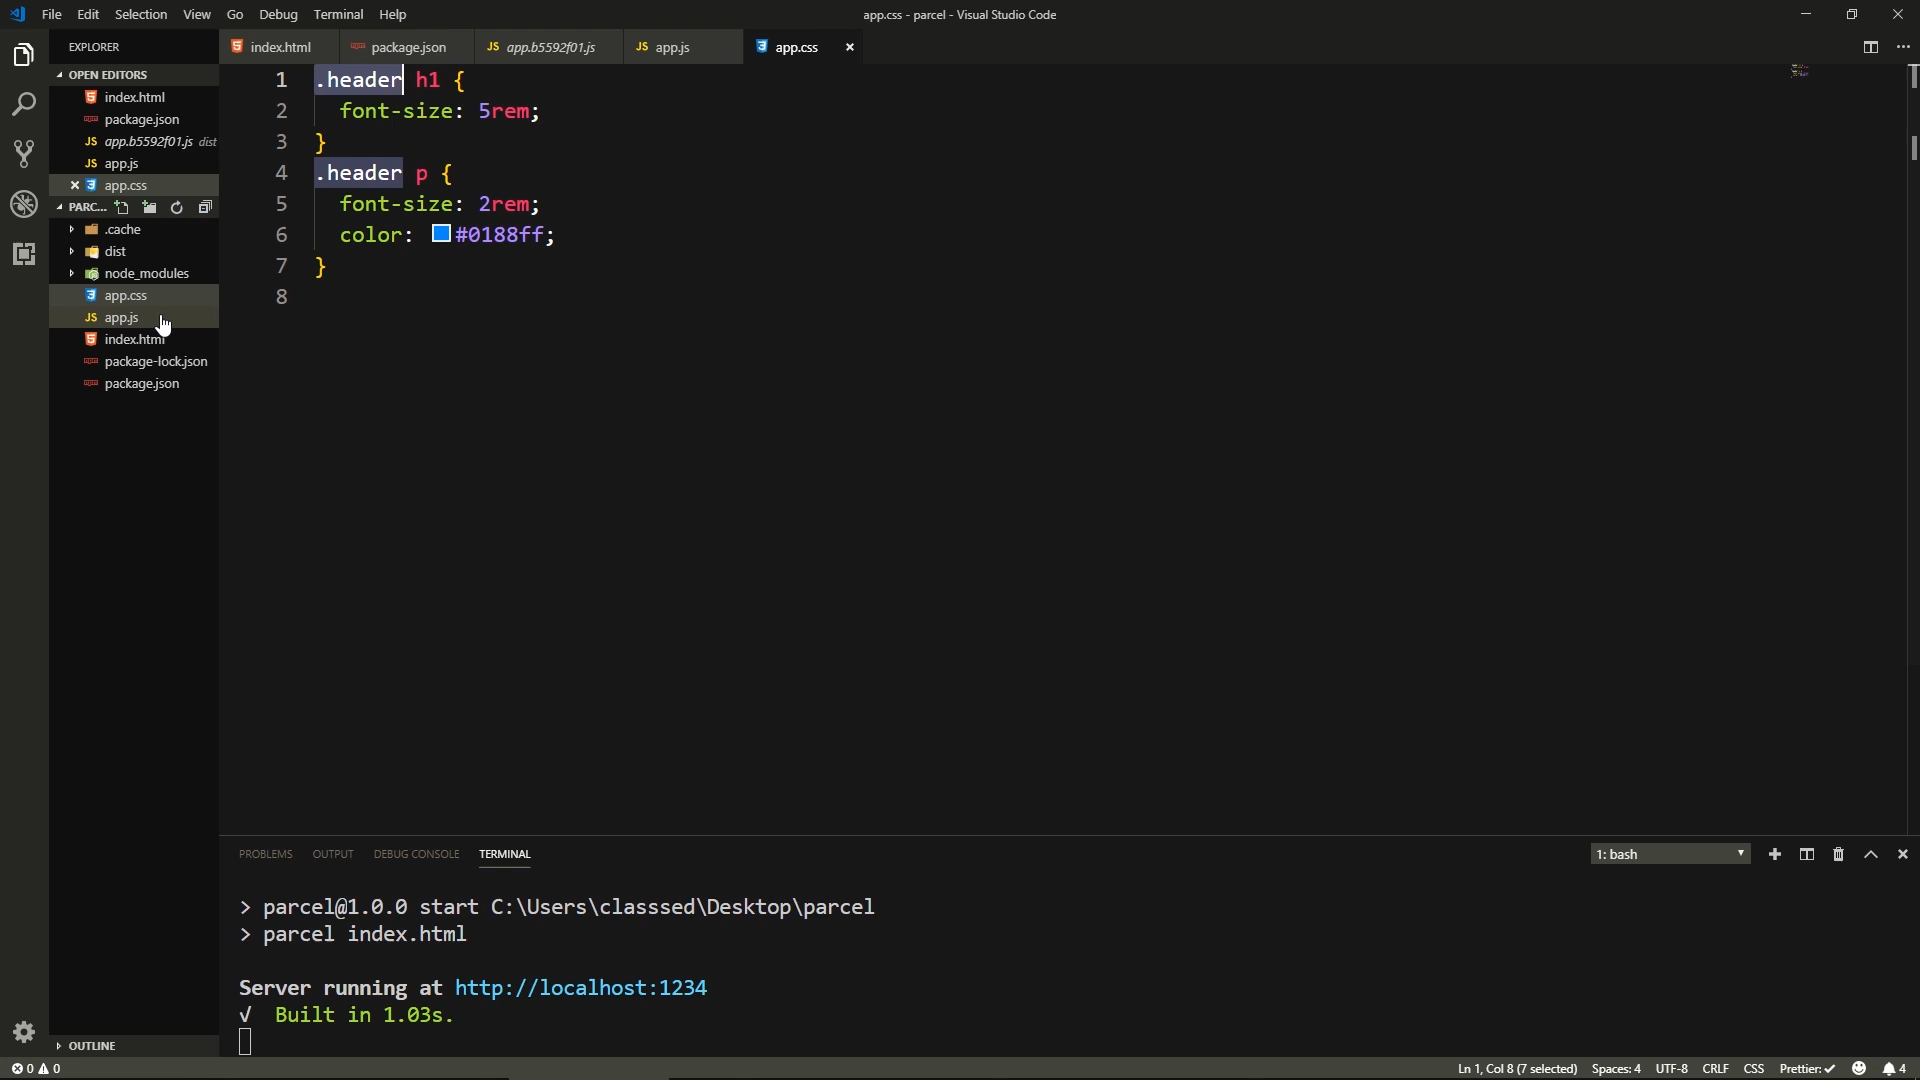 File Edit Selection View Go Debug Terminal Help
app.css - parcel - Visual Studio Code
EXPLORER
index.html
package.json
JS app.b5592f01.js
JS app.js
app.css
OPEN EDITORS
index.html
package.json
JS app.b5592f01.js dist
JS app.js
app.css
PARC...
.cache
dist
node_modules
app.css
JS app.js
index.html
package-lock.json
package.json
OUTLINE
1 .header h1 {
2 font-size: 5rem;
3 }
4 .header p {
5 font-size: 2rem;
6 color: #0188ff;
7 }
8
PROBLEMS OUTPUT DEBUG CONSOLE TERMINAL
1: bash
> parcel@1.0.0 start C:\Users\classsed\Desktop\parcel
> parcel index.html
Server running at http://localhost:1234
√ Built in 1.03s.
0 0
Ln 1, Col 8 (7 selected) Spaces: 4 UTF-8 CRLF CSS Prettier: ✓ 4